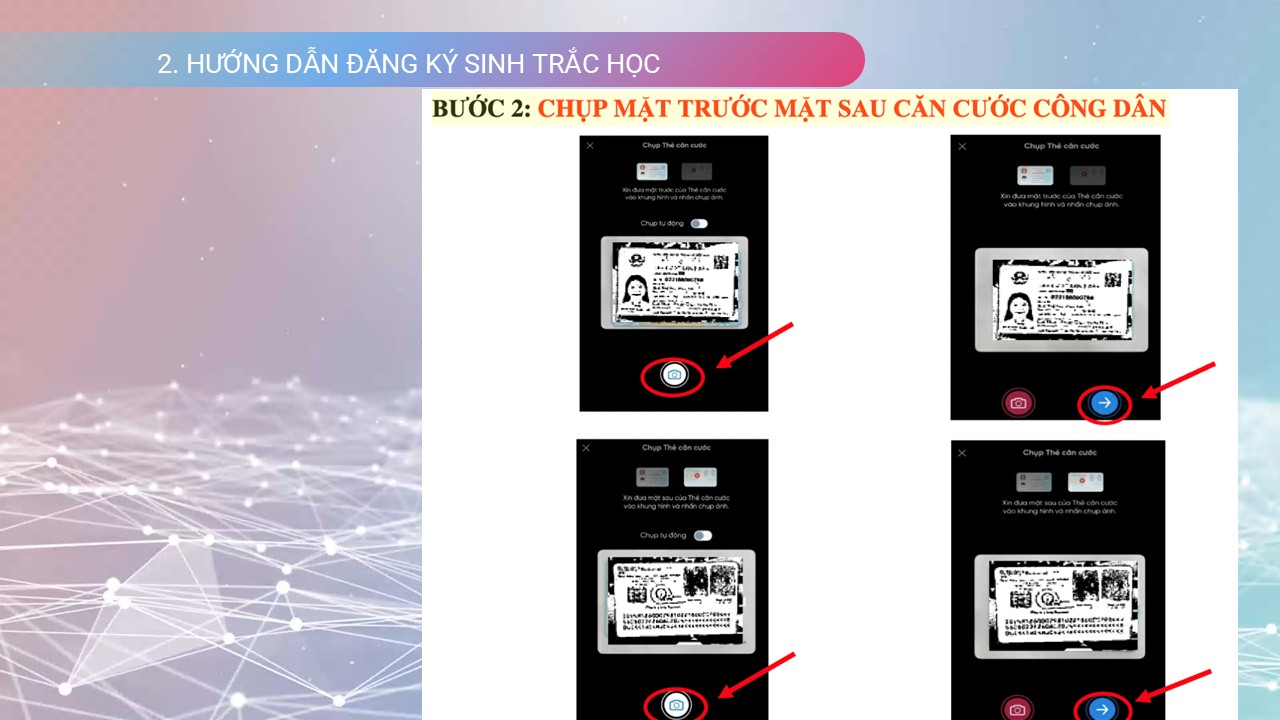 2. HƯỚNG DẪN ĐĂNG KÝ SINH TRẮC HỌC
BƯỚC 2: CHỤP MẶT TRƯỚC MẶT SAU CĂN CƯỚC CÔNG DÂN
Chụp Thẻ căn cước
Xin đưa mặt trước của Thẻ căn cước
vào khung hình và nhấn chụp ảnh.
Chụp tự động
Chụp Thẻ căn cước
Xin đưa mặt trước của Thẻ căn cước
vào khung hình và nhấn chụp ảnh.
Chụp Thẻ căn cước
Xin đưa mặt sau của Thẻ căn cước
vào khung hình và nhấn chụp ảnh.
Chụp tự động
Chụp Thẻ căn cước
Xin đưa mặt sau của Thẻ căn cước
vào khung hình và nhấn chụp ảnh.